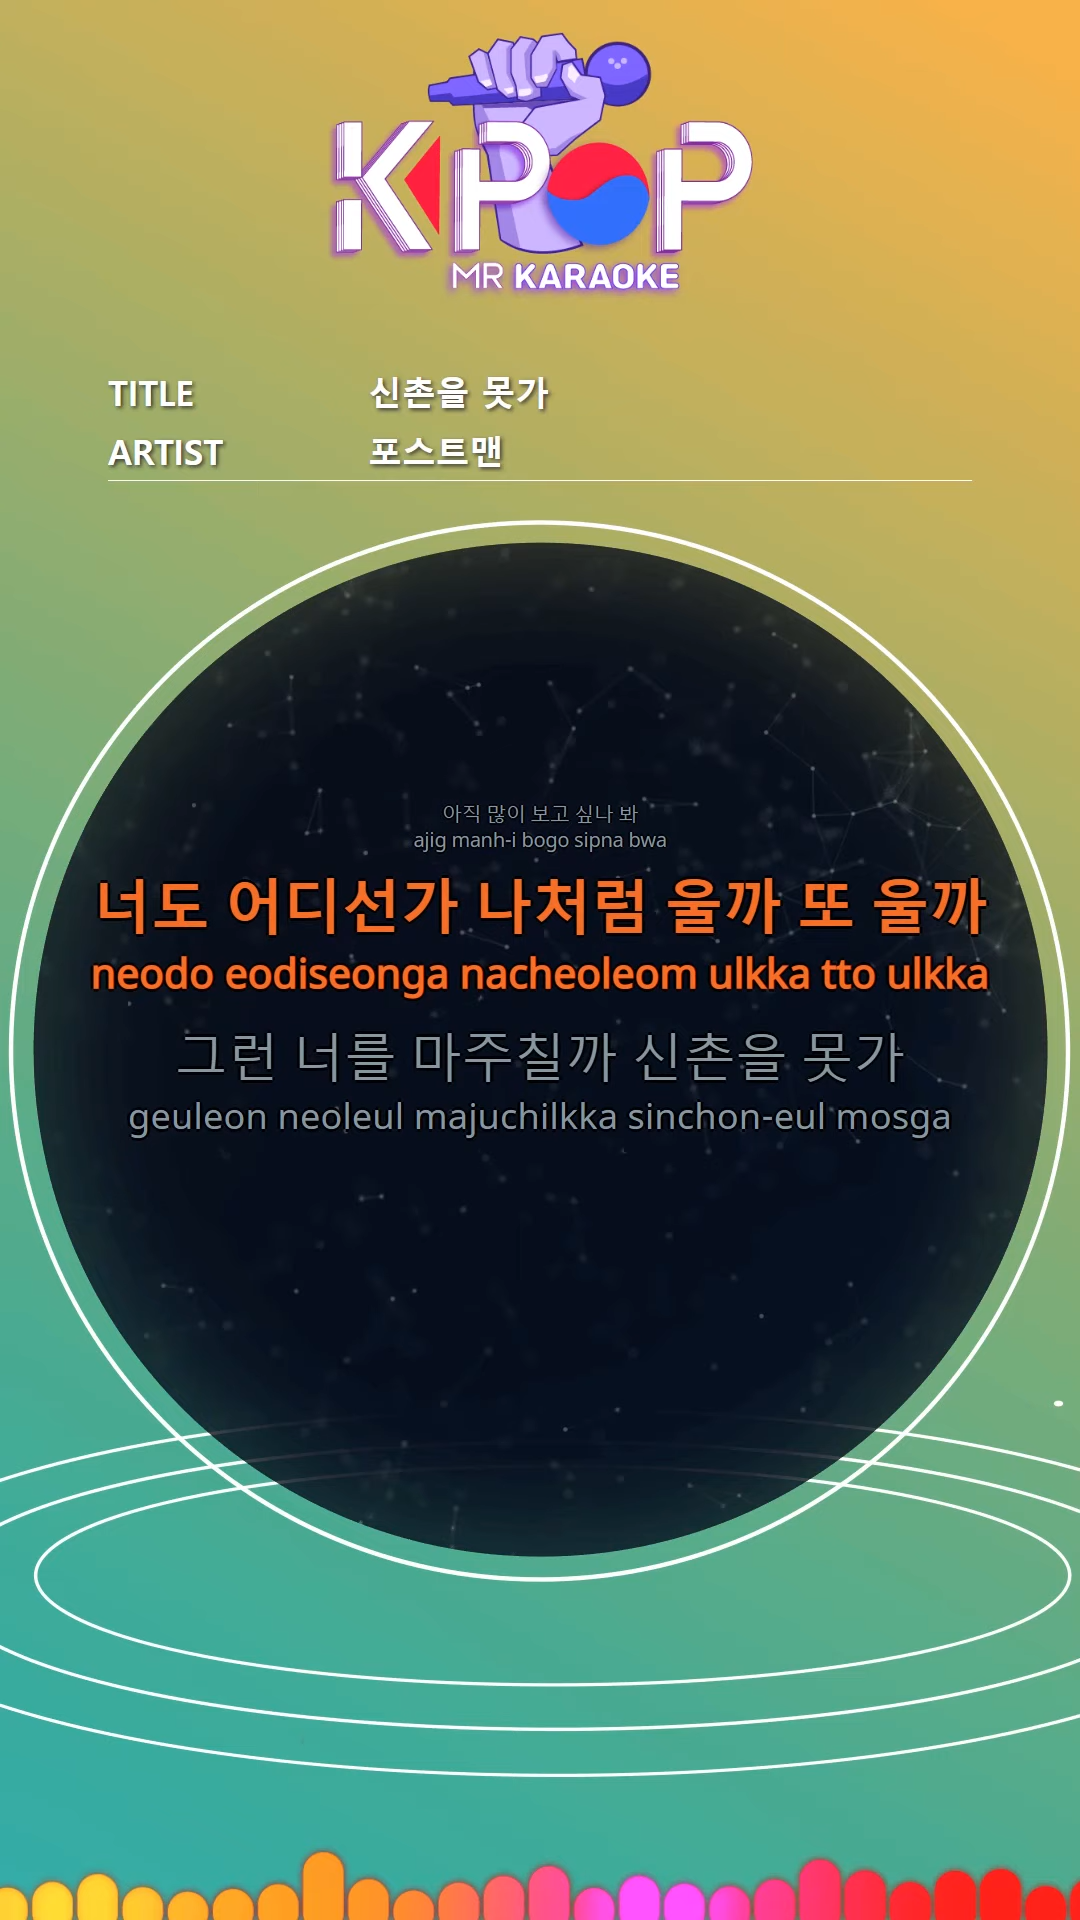 KPOP
MR KARAOKE
TITLE 신촌을 못가
ARTIST 포스트맨
아직 많이 보고 싶나 봐
ajig manh-i bogo sipna bwa
너도 어디선가 나처럼 울까 또 울까
neodo eodiseonga nacheoleom ulkka tto ulkka
그런 너를 마주칠까 신촌을 못가
geuleon neoleul majuchilkka sinchon-eul mosga